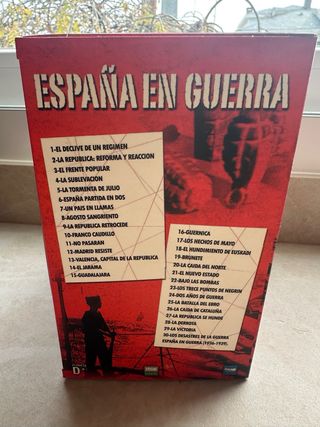 ESPAÑA EN GUERRA
1-EL DECLIVE DE UN REGIMEN
2-LA REPUBLICA: REFORMA Y REACCION
3-EL FRENTE POPULAR
4-LA SUBLEVACION
5-LA TORMENTA DE JULIO
6-ESPAÑA PARTIDA EN DOS
7-UN PAIS EN LLAMAS
8-AGOSTO SANGRIENTO
9-LA REPUBLICA RETROCEDE
10-FRANCO CAUDILLO
11-NO PASARAN
12-MADRID RESISTE
13-VALENCIA, CAPITAL DE LA REPUBLICA
14-EL JARAMA
15-GUADALAJARA
16-GUERNICA
17-LOS HECHOS DE MAYO
18-EL HUNDIMIENTO DE EUSKADI
19-BRUNETE
20-LA CAIDA DEL NORTE
21-EL NUEVO ESTADO
22-BAJO LAS BOMBAS
23-LOS TRECE PUNTOS DE NEGRIN
24-DOS AÑOS DE GUERRA
25-LA BATALLA DEL EBRO
26-LA CAIDA DE CATALUÑA
27-LA REPUBLICA SE HUNDE
28-LA DERROTA
29-LA VICTORIA
30-LOS DESASTRES DE LA GUERRA
ESPAÑA EN GUERRA (1936-1939).